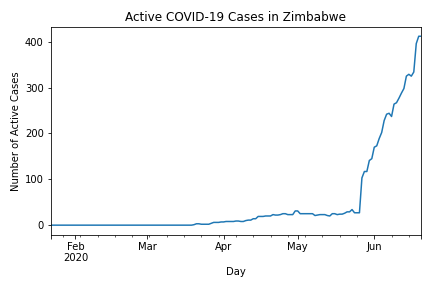 Active COVID-19 Cases in Zimbabwe
Number of Active Cases
400
300
200
100
0
Feb
2020
Mar
Apr
May
Jun
Day